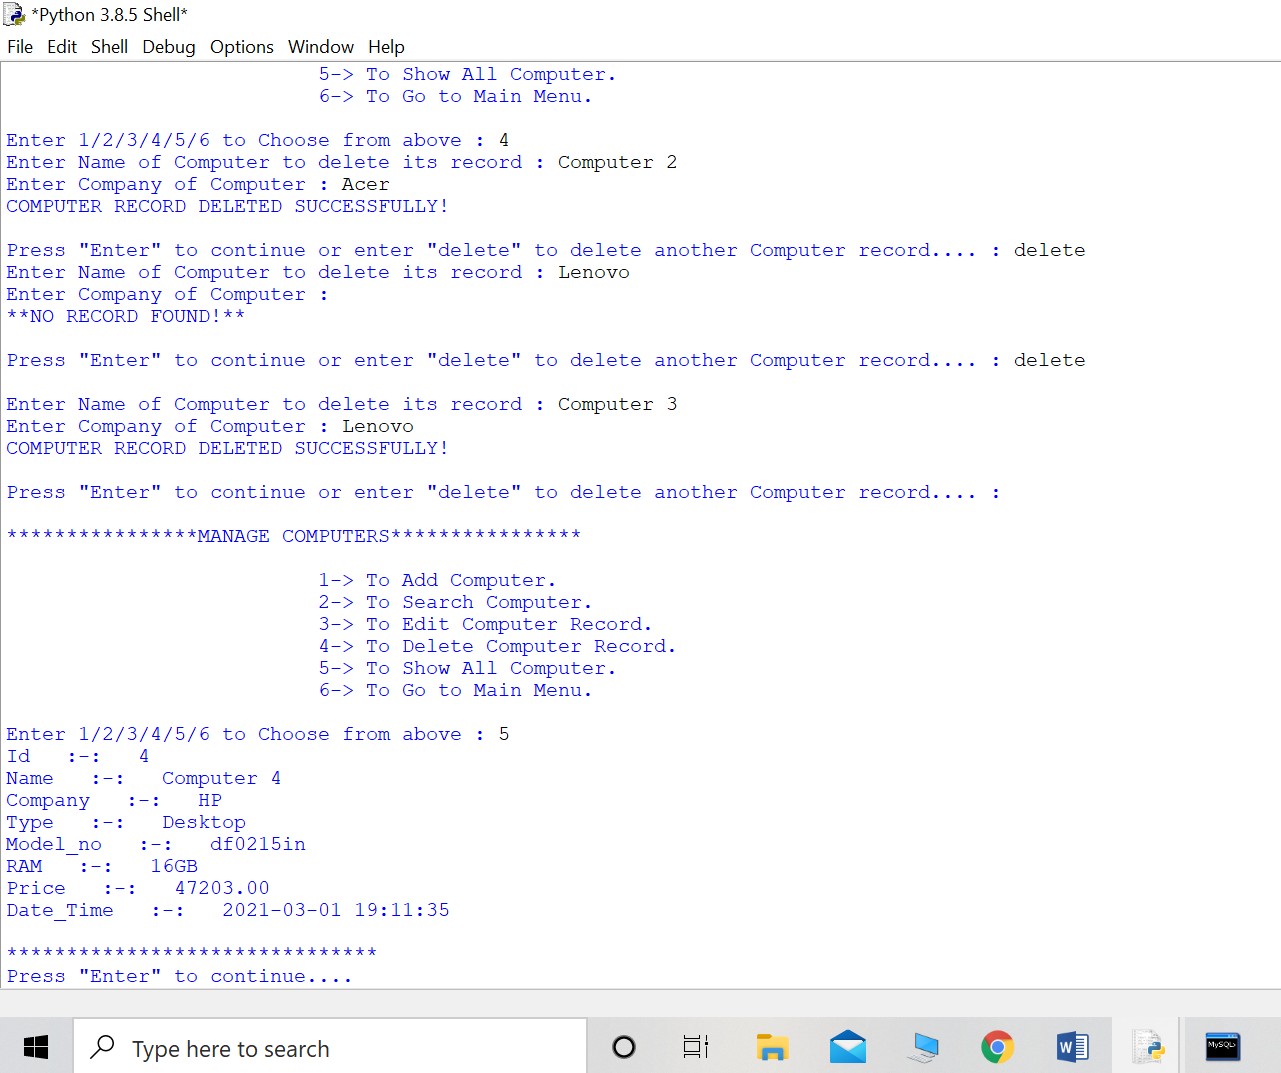 *Python 3.8.5 Shell*
File Edit Shell Debug Options Window Help
5-> To Show All Computer.
6-> To Go to Main Menu.
Enter 1/2/3/4/5/6 to Choose from above : 4
Enter Name of Computer to delete its record : Computer 2
Enter Company of Computer : Acer
COMPUTER RECORD DELETED SUCCESSFULLY!
Press "Enter" to continue or enter "delete" to delete another Computer record.... : delete
Enter Name of Computer to delete its record : Lenovo
Enter Company of Computer :
**NO RECORD FOUND!**
Press "Enter" to continue or enter "delete" to delete another Computer record.... : delete
Enter Name of Computer to delete its record : Computer 3
Enter Company of Computer : Lenovo
COMPUTER RECORD DELETED SUCCESSFULLY!
Press "Enter" to continue or enter "delete" to delete another Computer record.... :
****************MANAGE COMPUTERS****************
1-> To Add Computer.
2-> To Search Computer.
3-> To Edit Computer Record.
4-> To Delete Computer Record.
5-> To Show All Computer.
6-> To Go to Main Menu.
Enter 1/2/3/4/5/6 to Choose from above : 5
Id   :-:   4
Name   :-:   Computer 4
Company   :-:   HP
Type   :-:   Desktop
Model_no   :-:   df0215in
RAM   :-:   16GB
Price   :-:   47203.00
Date_Time   :-:   2021-03-01 19:11:35
*******************************
Press "Enter" to continue....
Type here to search
MySQL>